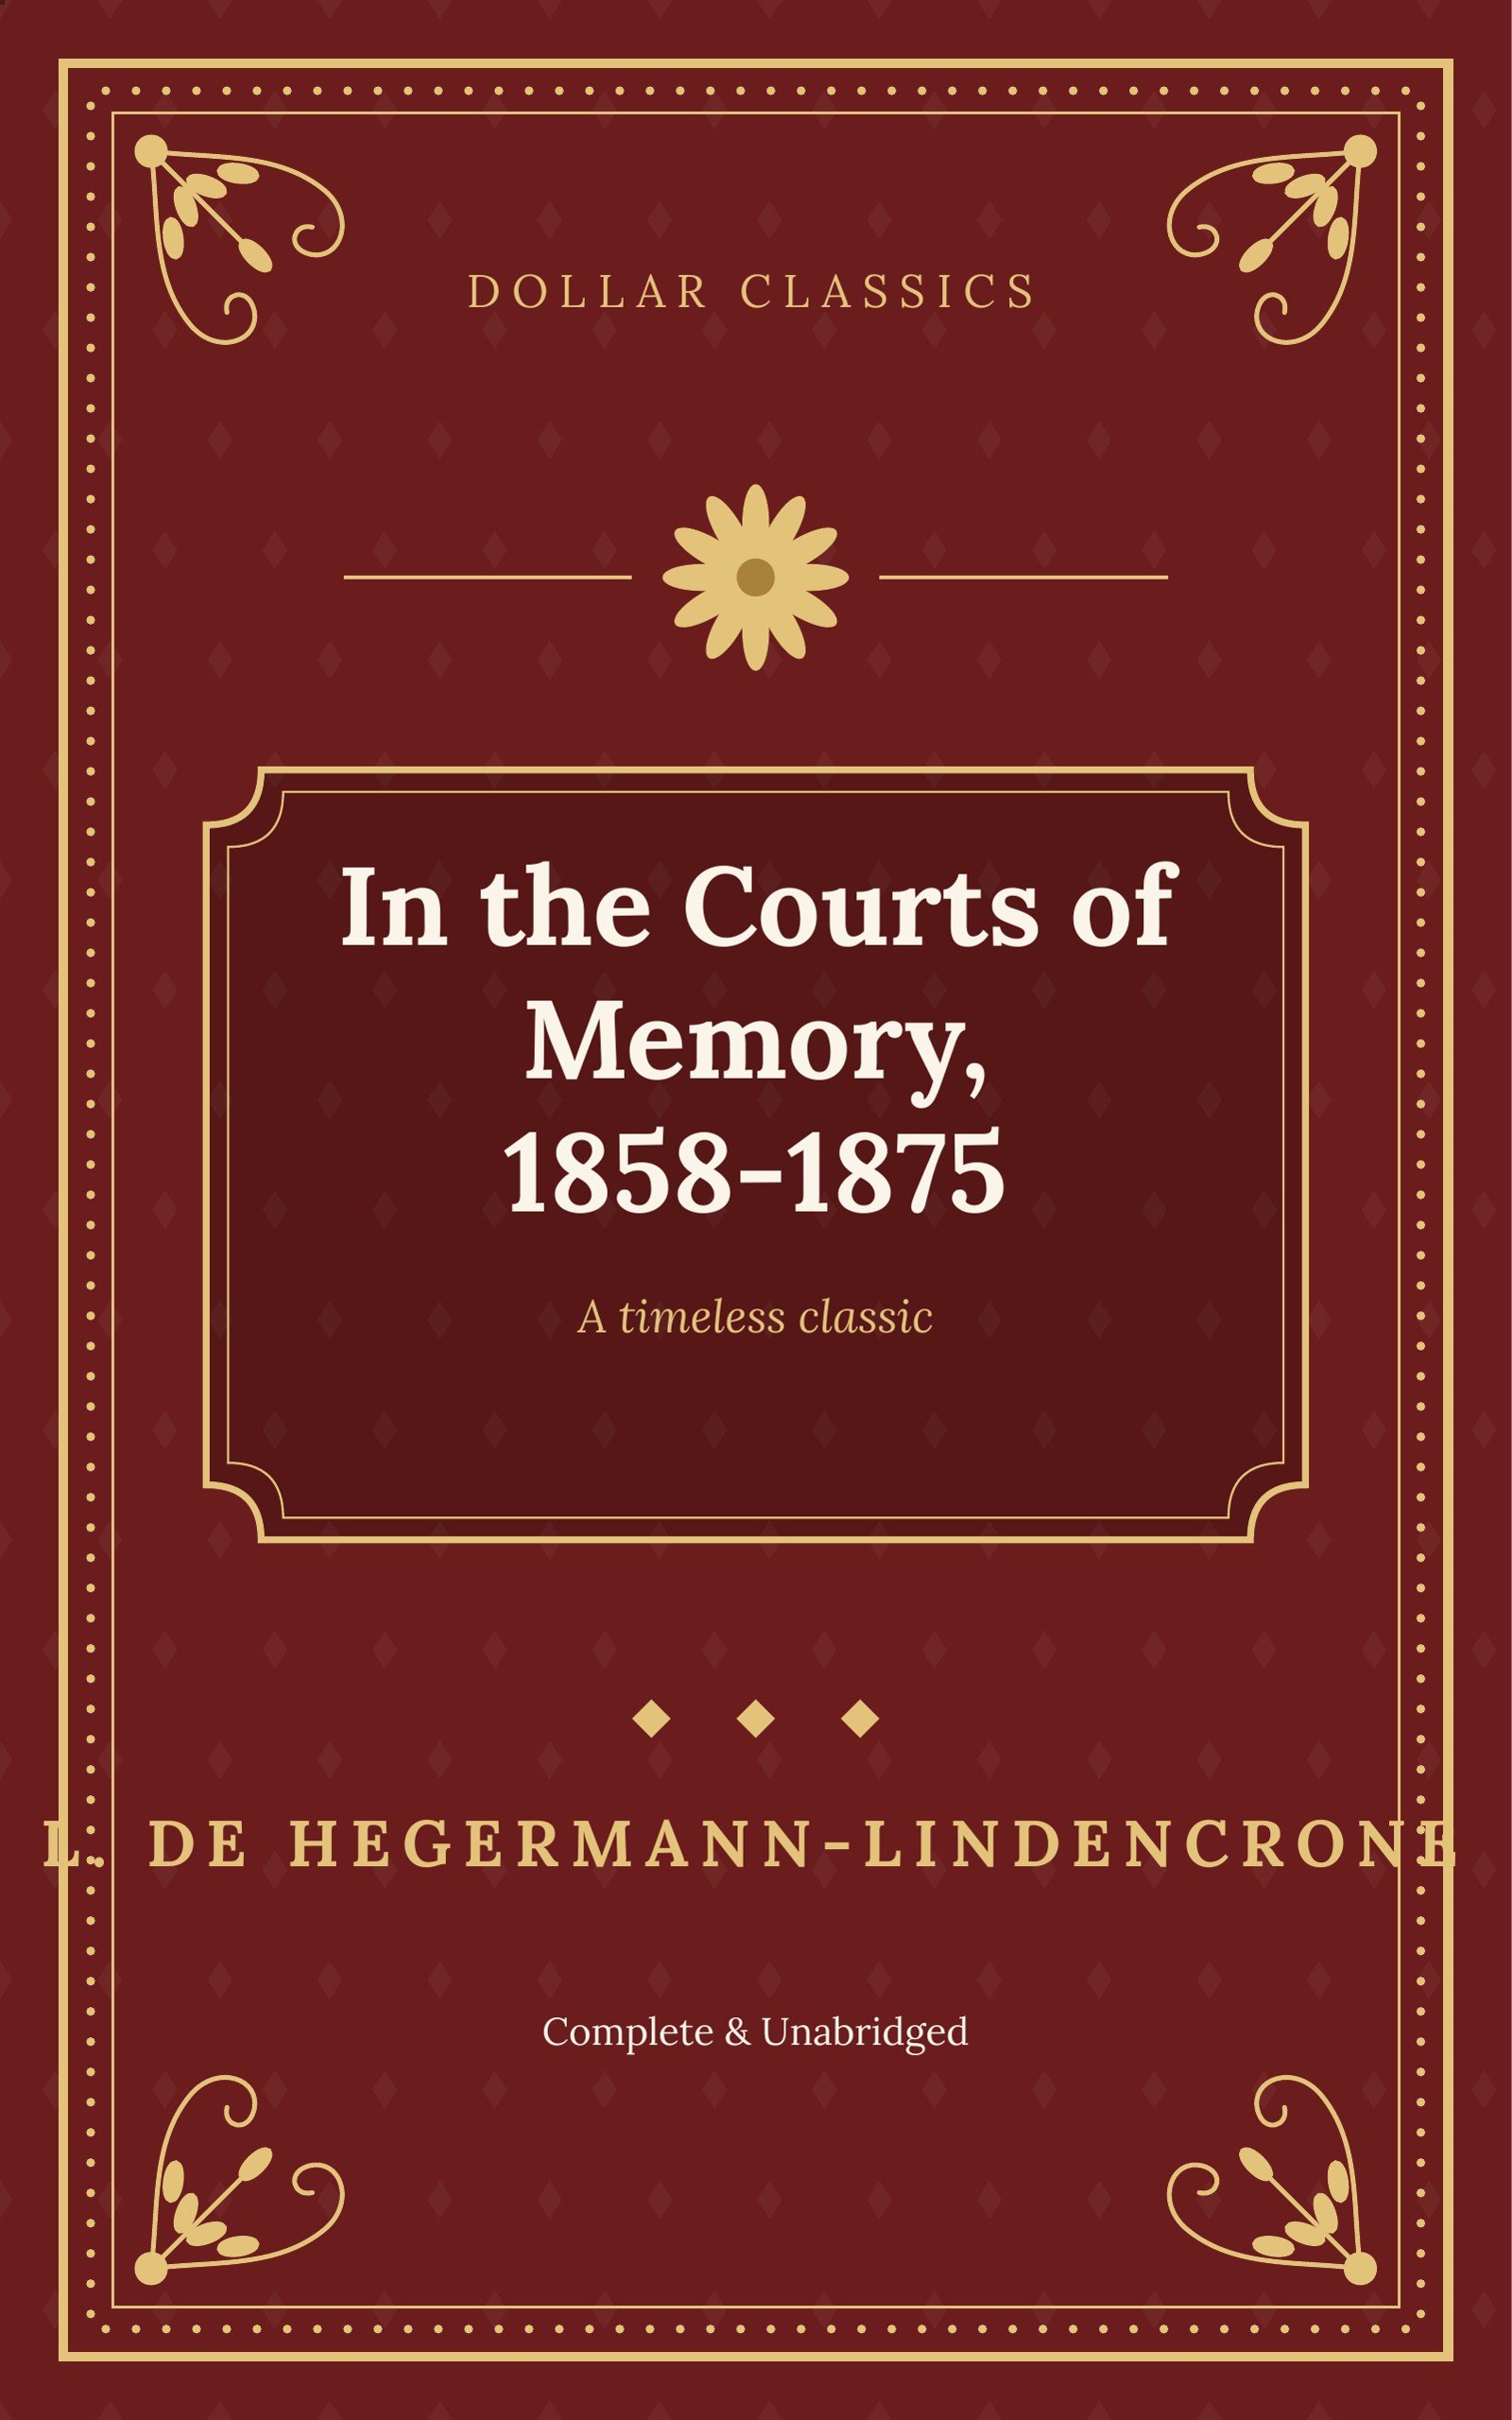 DOLLAR CLASSICS
In the Courts of
Memory,
1858-1875
A timeless classic
L. DE HEGERMANN-LINDENCRONE
Complete & Unabridged